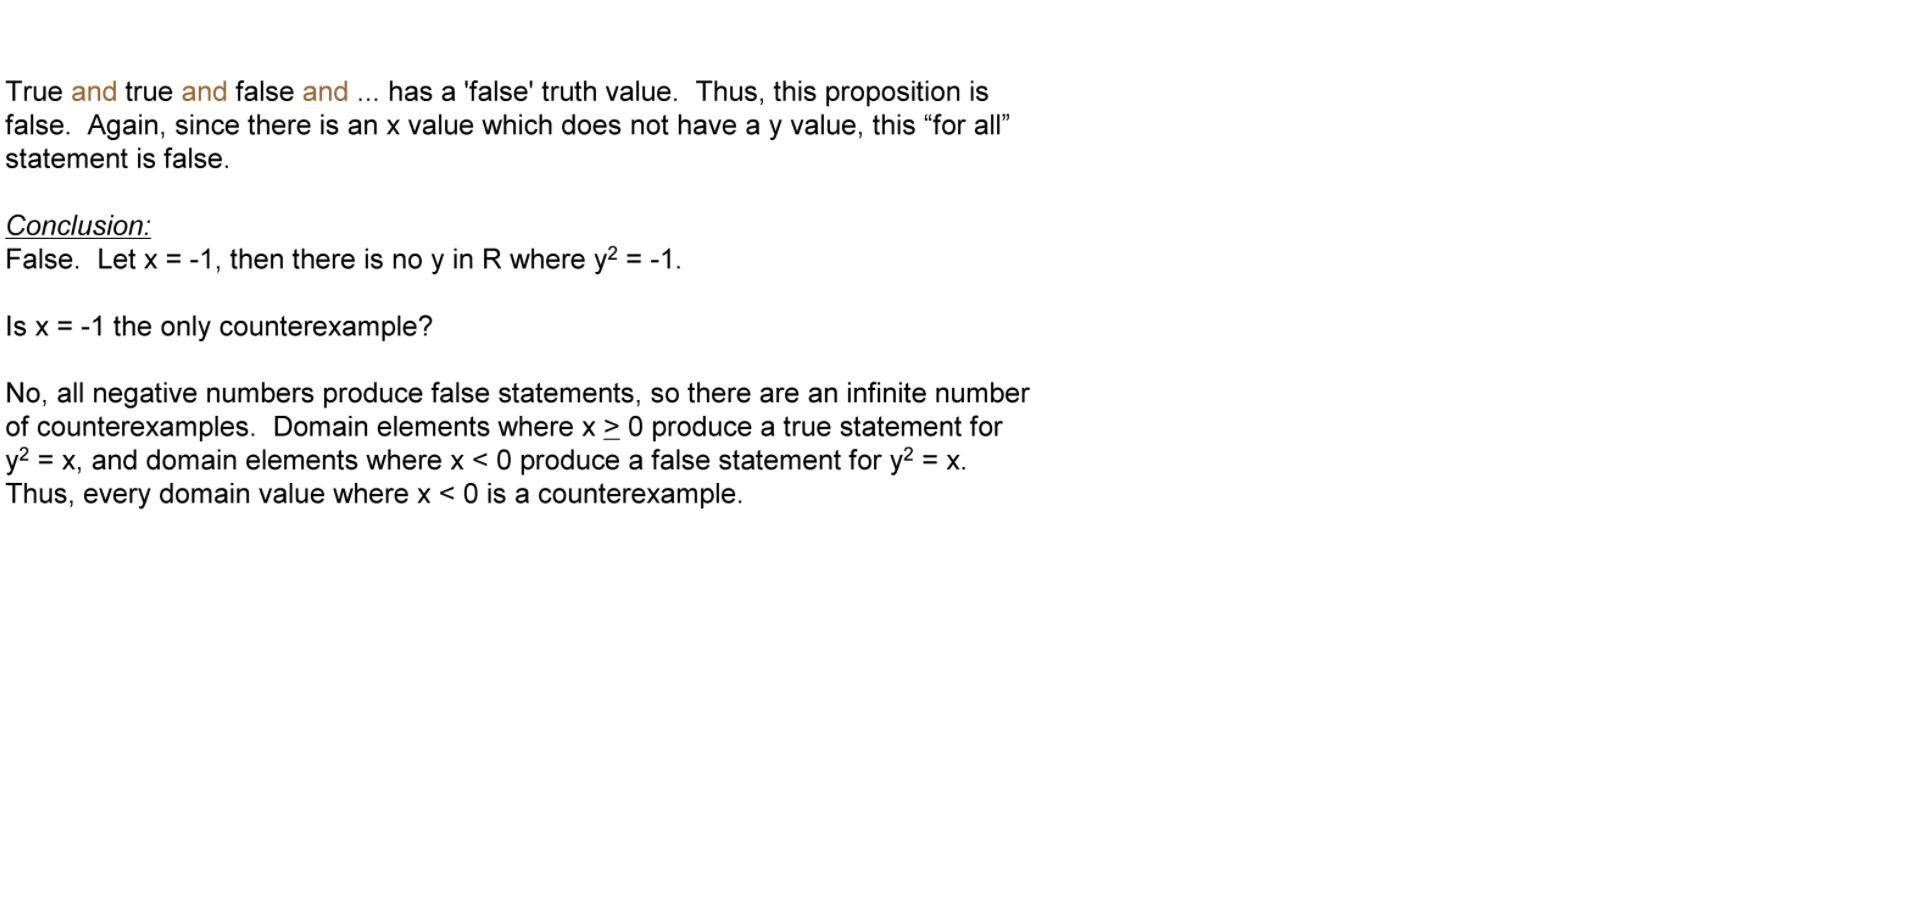 True and true and false and ... has a 'false' truth value.  Thus, this proposition is
false.  Again, since there is an x value which does not have a y value, this “for all”
statement is false.
Conclusion:
False.  Let x = -1, then there is no y in R where y² = -1.
Is x = -1 the only counterexample?
No, all negative numbers produce false statements, so there are an infinite number
of counterexamples.  Domain elements where x ≥ 0 produce a true statement for
y² = x, and domain elements where x < 0 produce a false statement for y² = x.
Thus, every domain value where x < 0 is a counterexample.